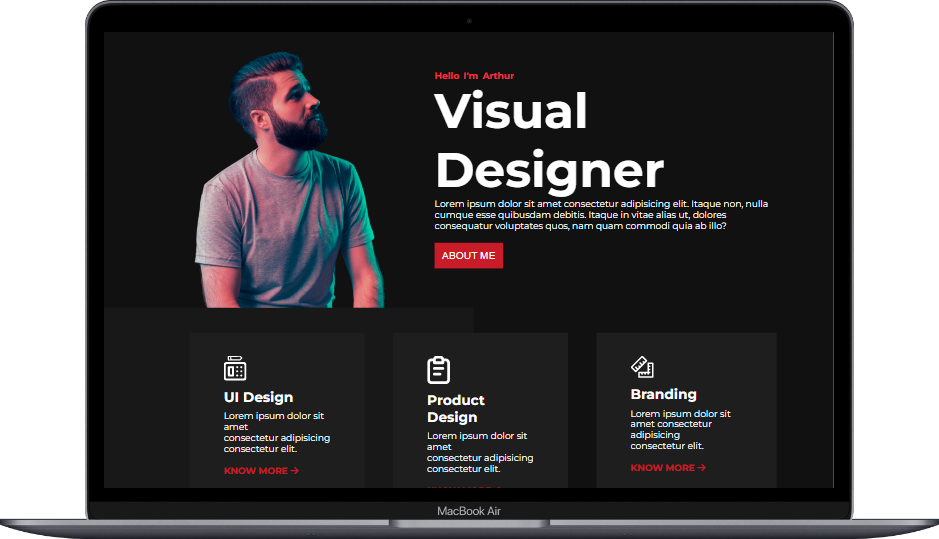 Hello I'm Arthur
Visual
Designer
Lorem ipsum dolor sit amet consectetur adipisicing elit. Itaque non, nulla
cumque esse quibusdam debitis. Itaque in vitae alias ut, dolores
consequatur voluptates quos, nam quam commodi quia ab illo?
ABOUT ME
UI Design
Lorem ipsum dolor sit
amet
consectetur adipisicing
consectetur elit.
KNOW MORE →
Product
Design
Lorem ipsum dolor sit
amet
consectetur adipisicing
consectetur elit.
Branding
Lorem ipsum dolor sit
amet consectetur
adipisicing
consectetur elit.
KNOW MORE →
MacBook Air